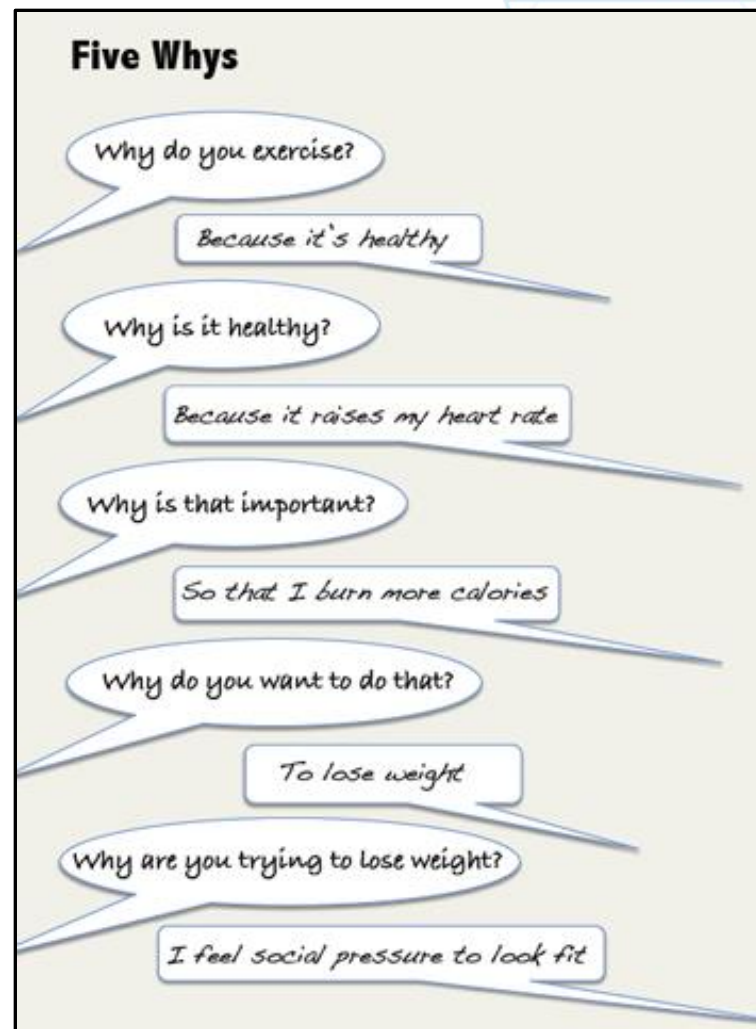 Five Whys
Why do you exercise?
Because it's healthy
Why is it healthy?
Because it raises my heart rate
Why is that important?
So that I burn more calories
Why do you want to do that?
To lose weight
Why are you trying to lose weight?
I feel social pressure to look fit